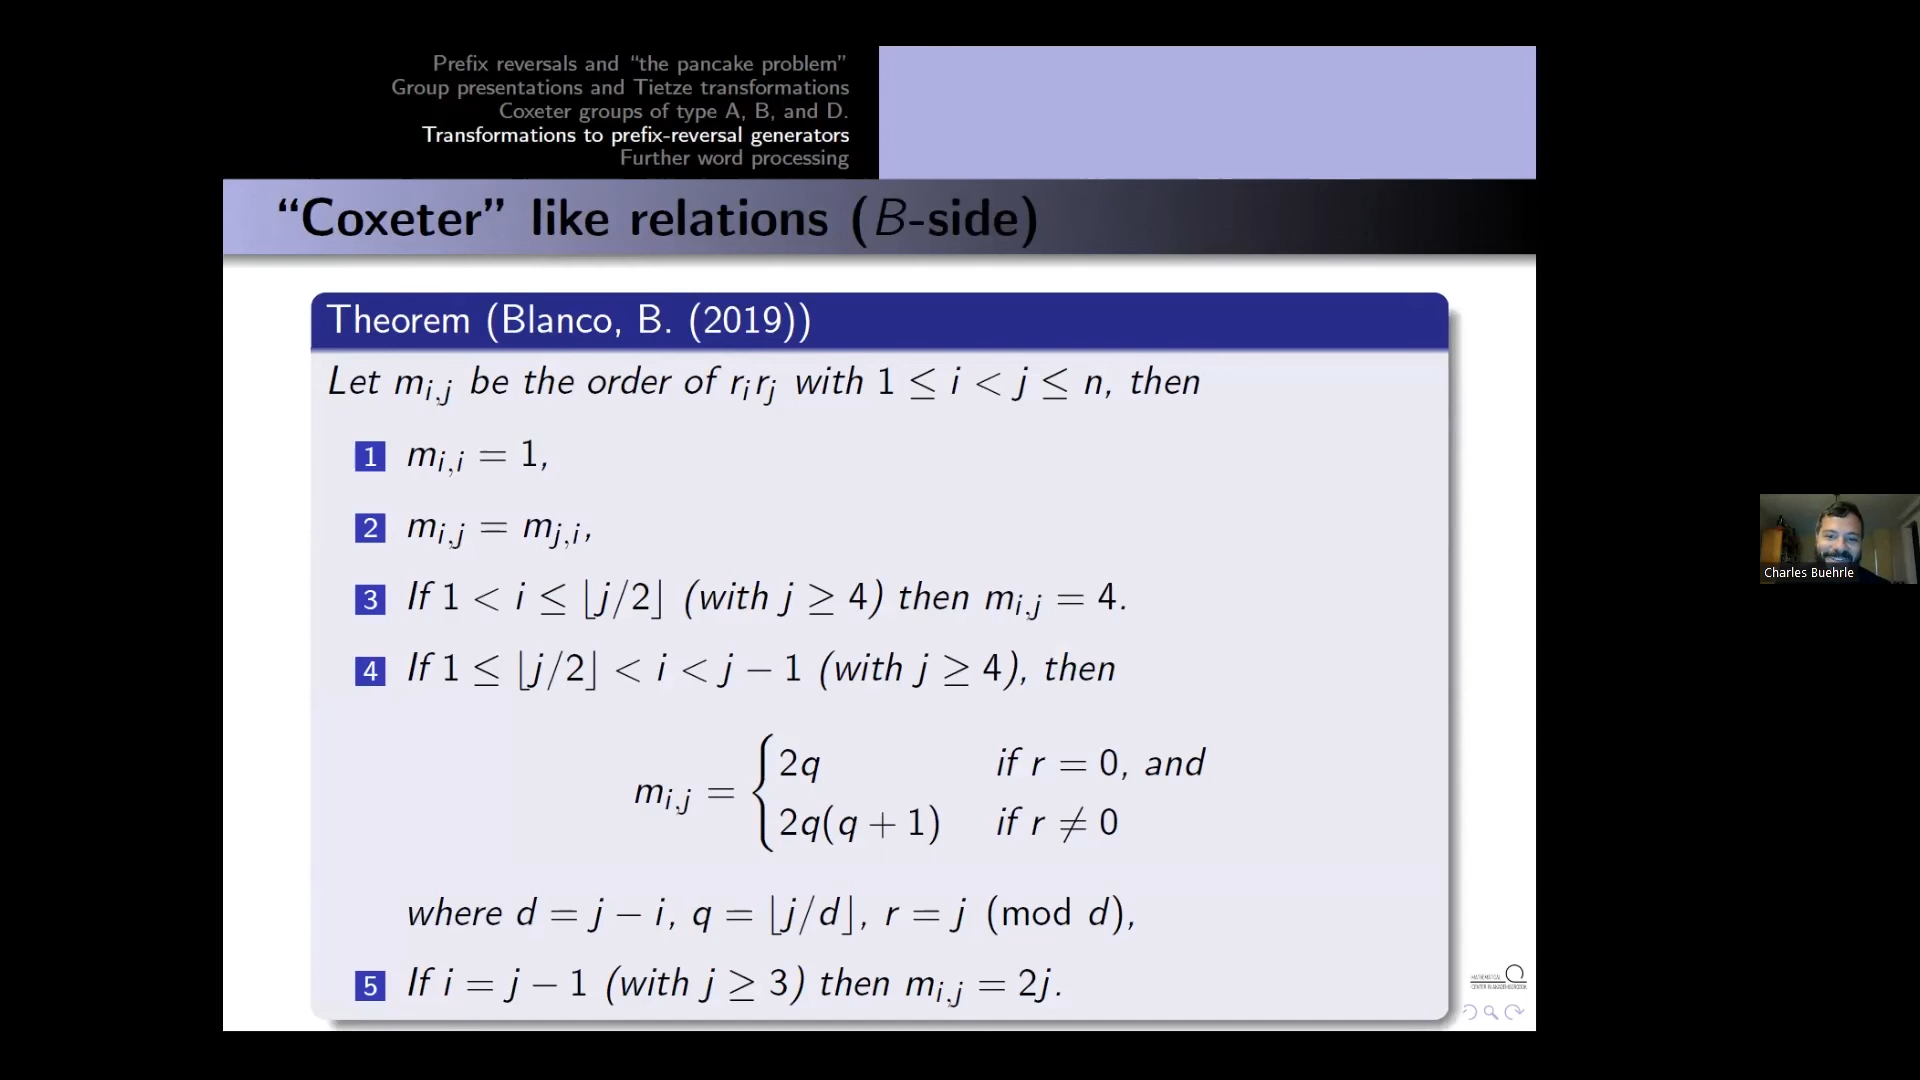 Prefix reversals and “the pancake problem”
Group presentations and Tietze transformations
Coxeter groups of type A, B, and D.
Transformations to prefix-reversal generators
Further word processing
“Coxeter” like relations (B-side)
Theorem (Blanco, B. (2019))
Let m_{i,j} be the order of r_i r_j with 1 ≤ i < j ≤ n, then
1 m_{i,i} = 1,
2 m_{i,j} = m_{j,i},
3 If 1 < i ≤ ⌊j/2⌋ (with j ≥ 4) then m_{i,j} = 4.
4 If 1 ≤ ⌊j/2⌋ < i < j − 1 (with j ≥ 4), then
m_{i,j} = { 2q if r = 0, and
2q(q + 1) if r ≠ 0
where d = j − i, q = ⌊j/d⌋, r = j (mod d),
5 If i = j − 1 (with j ≥ 3) then m_{i,j} = 2j.
Charles Buehrle